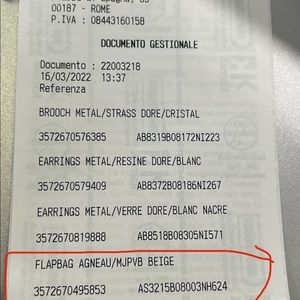 00187 - ROME
P.IVA : 08443160158
DOCUMENTO GESTIONALE
Documento : 22003218
16/03/2022 13:37
Referenza
BROOCH METAL/STRASS DORE/CRISTAL
3572670576385 AB8319B08172NI223
EARRINGS METAL/RESINE DORE/BLANC
3572670579409 AB8372B08186NI267
EARRINGS METAL/VERRE DORE/BLANC NACRE
3572670819888 AB8518B08305NI571
FLAPBAG AGNEAU/MJPVB BEIGE
3572670495853 AS3215B08003NH624